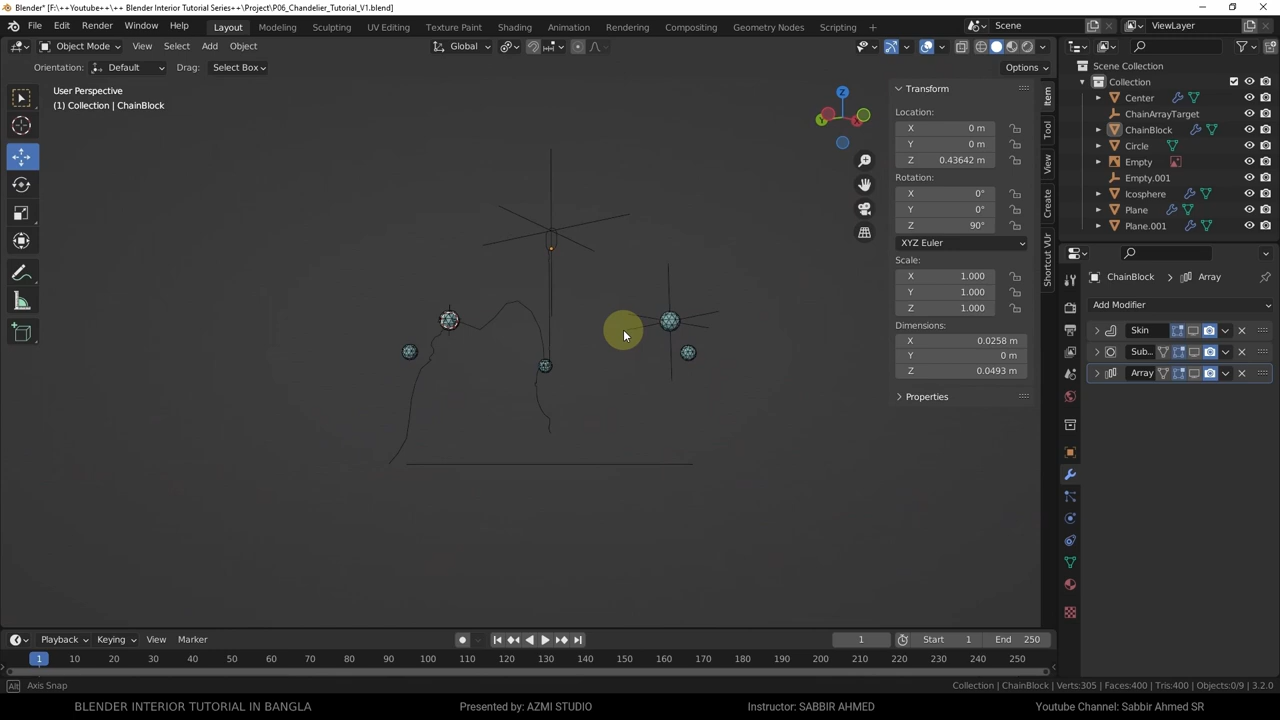 Blender* [F:\++Youtube++\++ Blender Interior Tutorial Series++\Project\P06_Chandelier_Tutorial_V1.blend]
File Edit Render Window Help Layout Modeling Sculpting UV Editing Texture Paint Shading Animation Rendering Compositing Geometry Nodes Scripting + Scene ViewLayer
Object Mode View Select Add Object Global
Orientation: Default Drag: Select Box Options
User Perspective
(1) Collection | ChainBlock
Z
Y
X
Transform
Location:
X 0 m
Y 0 m
Z 0.43642 m
Rotation:
X 0°
Y 0°
Z 90°
XYZ Euler
Scale:
X 1.000
Y 1.000
Z 1.000
Dimensions:
X 0.0258 m
Y 0 m
Z 0.0493 m
Properties
Item
Tool
View
Create
Shortcut VUr
Scene Collection
Collection
Center
ChainArrayTarget
ChainBlock
Circle
Empty
Empty.001
Icosphere
Plane
Plane.001
ChainBlock > Array
Add Modifier
Skin
Sub...
Array
Playback Keying View Marker 1 Start 1 End 250
1 10 20 30 40 50 60 70 80 90 100 110 120 130 140 150 160 170 180 190 200 210 220 230 240 250
Alt Axis Snap Collection | ChainBlock | Verts:305 | Faces:400 | Tris:400 | Objects:0/9 | 3.2.0
BLENDER INTERIOR TUTORIAL IN BANGLA Presented by: AZMI STUDIO Instructor: SABBIR AHMED Youtube Channel: Sabbir Ahmed SR